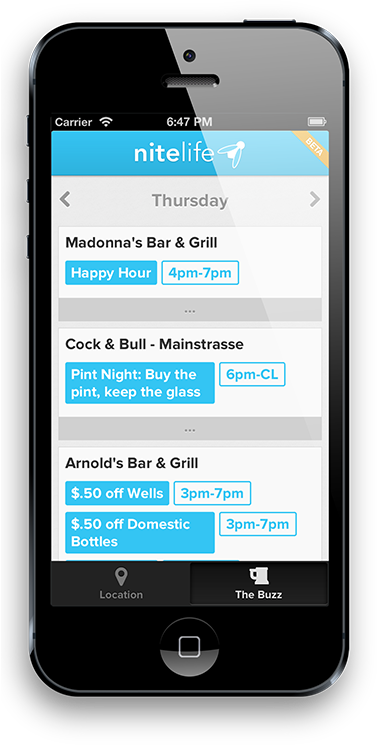 Carrier 6:47 PM
nitelife
BETA
Thursday
Madonna's Bar & Grill
Happy Hour 4pm-7pm
...
Cock & Bull - Mainstrasse
Pint Night: Buy the 6pm-CL
pint, keep the glass
...
Arnold's Bar & Grill
$.50 off Wells 3pm-7pm
$.50 off Domestic 3pm-7pm
Bottles
Location The Buzz